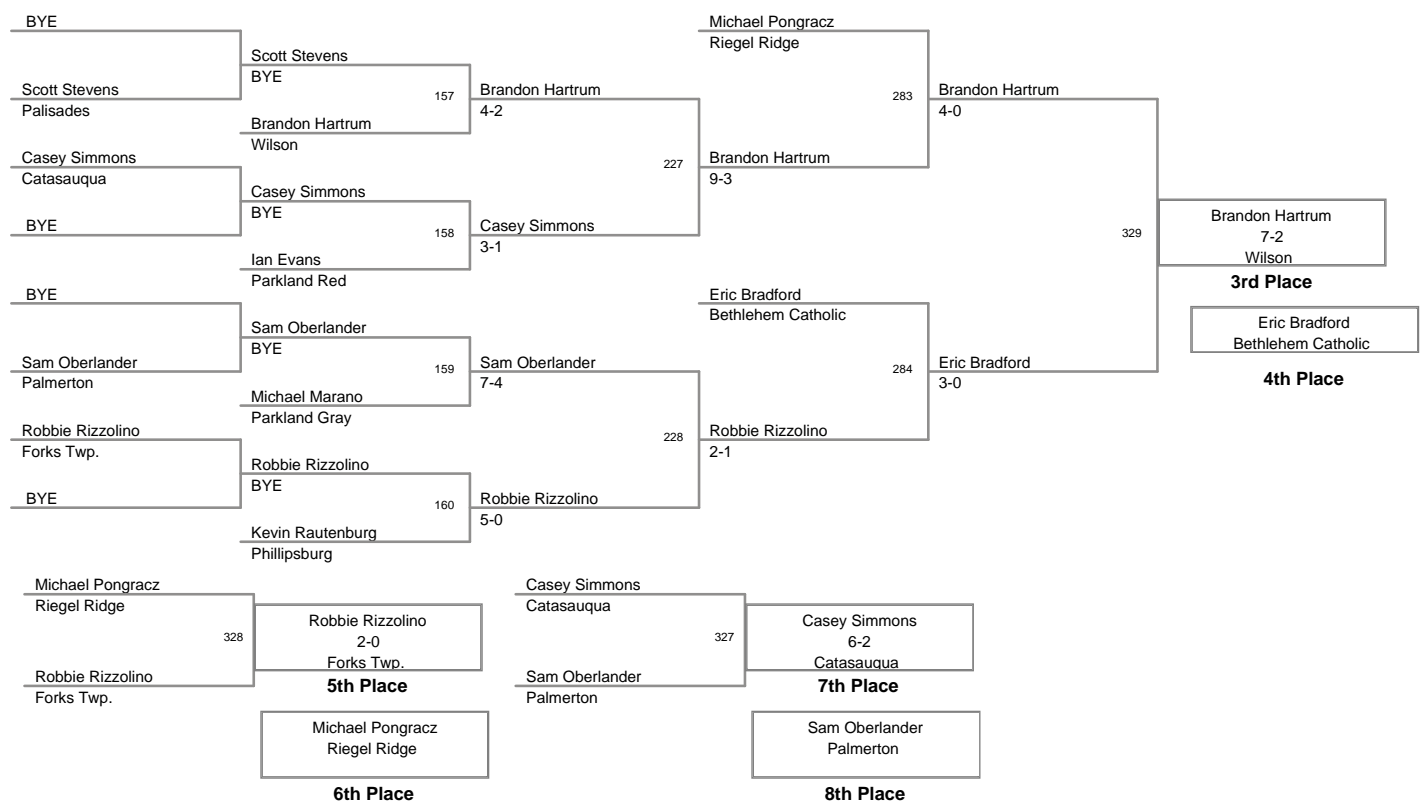 BYE
Scott Stevens
Palisades
Casey Simmons
Catasauqua
BYE
BYE
Sam Oberlander
Palmerton
Robbie Rizzolino
Forks Twp.
BYE
Scott Stevens
BYE
157
Brandon Hartrum
Wilson
Casey Simmons
BYE
158
Ian Evans
Parkland Red
Sam Oberlander
BYE
159
Michael Marano
Parkland Gray
Robbie Rizzolino
BYE
160
Kevin Rautenburg
Phillipsburg
Brandon Hartrum
4-2
227
Casey Simmons
3-1
Sam Oberlander
7-4
228
Robbie Rizzolino
5-0
Michael Pongracz
Riegel Ridge
283
Brandon Hartrum
9-3
Eric Bradford
Bethlehem Catholic
284
Robbie Rizzolino
2-1
Brandon Hartrum
4-0
329
Eric Bradford
3-0
Brandon Hartrum
7-2
Wilson
3rd Place
Eric Bradford
Bethlehem Catholic
4th Place
Michael Pongracz
Riegel Ridge
328
Robbie Rizzolino
Forks Twp.
Robbie Rizzolino
2-0
Forks Twp.
5th Place
Michael Pongracz
Riegel Ridge
6th Place
Casey Simmons
Catasauqua
327
Sam Oberlander
Palmerton
Casey Simmons
6-2
Catasauqua
7th Place
Sam Oberlander
Palmerton
8th Place